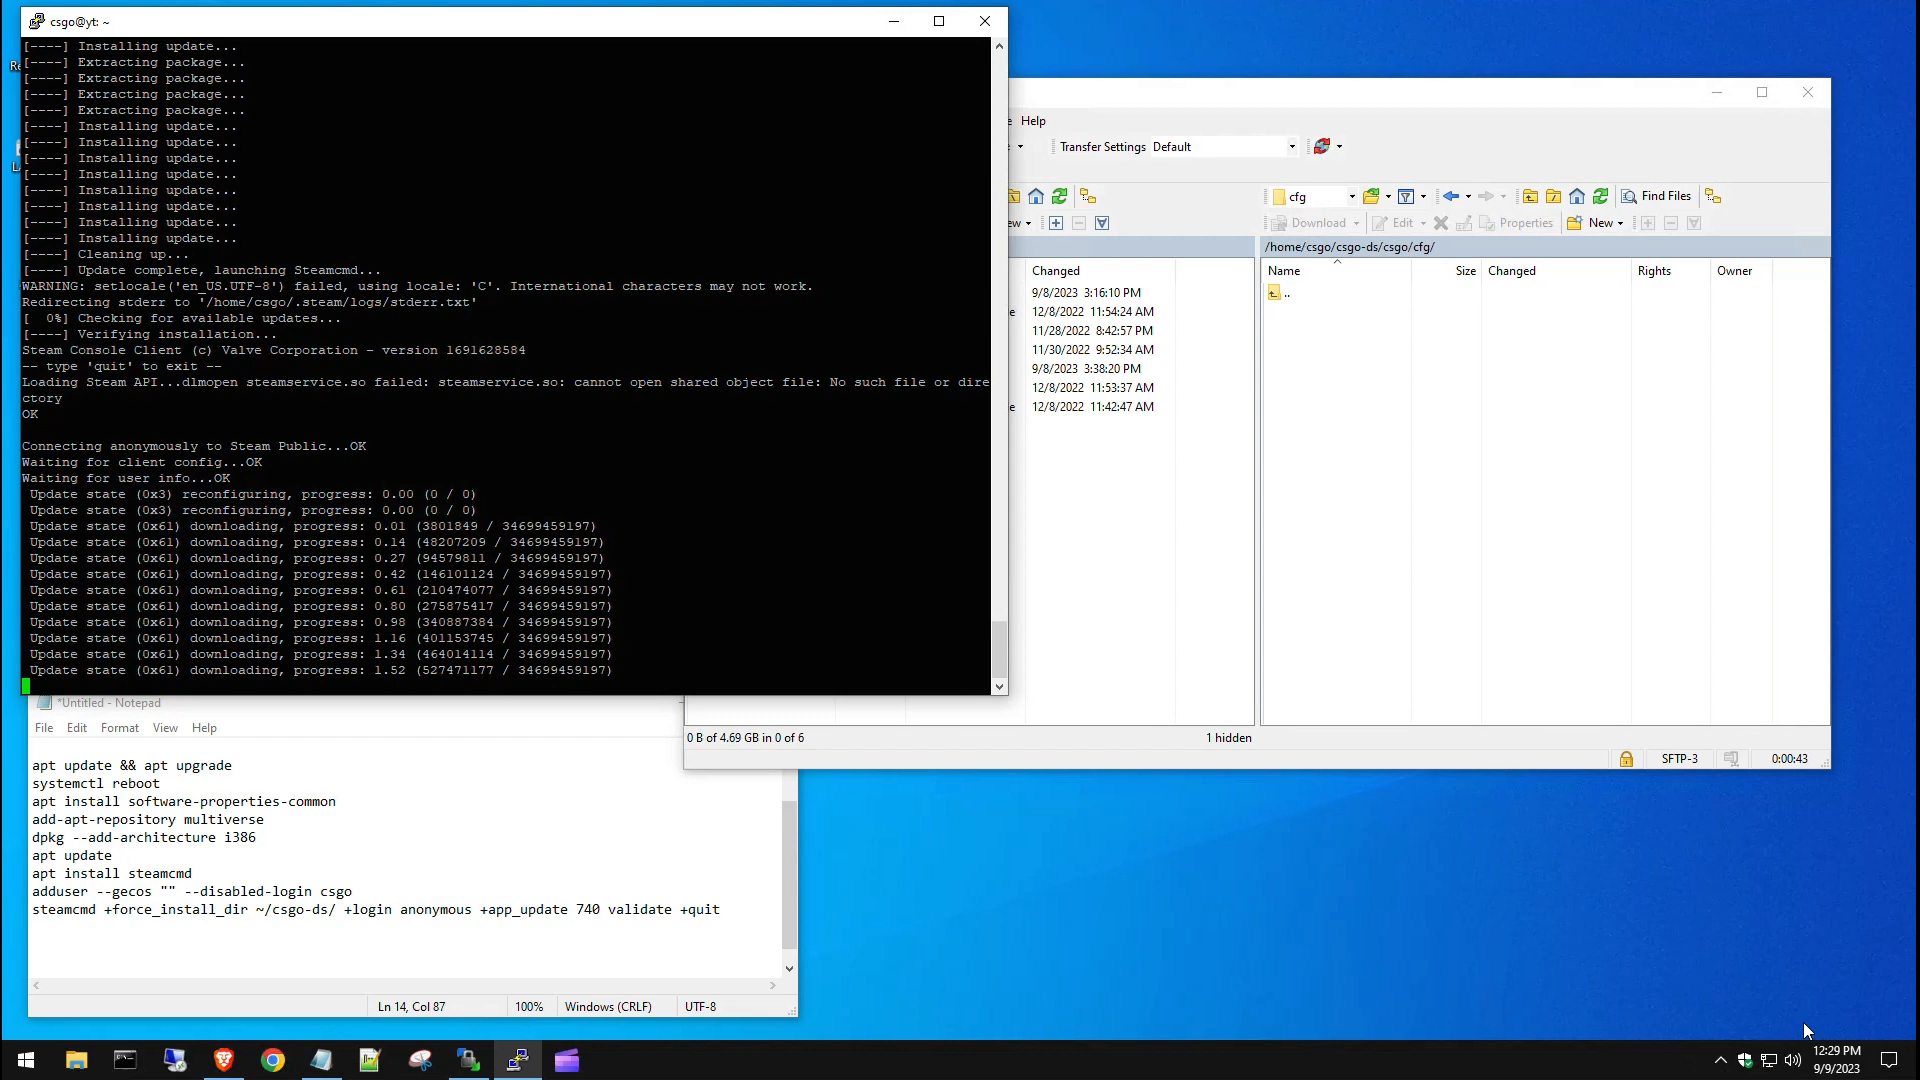 csgo@yt: ~
[----] Installing update...
[----] Extracting package...
[----] Extracting package...
[----] Extracting package...
[----] Extracting package...
[----] Installing update...
[----] Installing update...
[----] Installing update...
[----] Installing update...
[----] Installing update...
[----] Installing update...
[----] Installing update...
[----] Installing update...
[----] Cleaning up...
[----] Update complete, launching Steamcmd...
WARNING: setlocale('en_US.UTF-8') failed, using locale: 'C'. International characters may not work.
Redirecting stderr to '/home/csgo/.steam/logs/stderr.txt'
[  0%] Checking for available updates...
[----] Verifying installation...
Steam Console Client (c) Valve Corporation - version 1691628584
-- type 'quit' to exit --
Loading Steam API...dlmopen steamservice.so failed: steamservice.so: cannot open shared object file: No such file or dire
ctory
OK
Connecting anonymously to Steam Public...OK
Waiting for client config...OK
Waiting for user info...OK
Update state (0x3) reconfiguring, progress: 0.00 (0 / 0)
Update state (0x3) reconfiguring, progress: 0.00 (0 / 0)
Update state (0x61) downloading, progress: 0.01 (3801849 / 34699459197)
Update state (0x61) downloading, progress: 0.14 (48207209 / 34699459197)
Update state (0x61) downloading, progress: 0.27 (94579811 / 34699459197)
Update state (0x61) downloading, progress: 0.42 (146101124 / 34699459197)
Update state (0x61) downloading, progress: 0.61 (210474077 / 34699459197)
Update state (0x61) downloading, progress: 0.80 (275875417 / 34699459197)
Update state (0x61) downloading, progress: 0.98 (340887384 / 34699459197)
Update state (0x61) downloading, progress: 1.16 (401153745 / 34699459197)
Update state (0x61) downloading, progress: 1.34 (464014114 / 34699459197)
Update state (0x61) downloading, progress: 1.52 (527471177 / 34699459197)
Help
Transfer Settings Default
cfg
Find Files
Download
Edit
Properties
New
/home/csgo/csgo-ds/csgo/cfg/
Changed
9/8/2023 3:16:10 PM
12/8/2022 11:54:24 AM
11/28/2022 8:42:57 PM
11/30/2022 9:52:34 AM
9/8/2023 3:38:20 PM
12/8/2022 11:53:37 AM
12/8/2022 11:42:47 AM
Name Size Changed Rights Owner
..
0 B of 4.69 GB in 0 of 6
1 hidden
SFTP-3
0:00:43
*Untitled - Notepad
File Edit Format View Help
apt update && apt upgrade
systemctl reboot
apt install software-properties-common
add-apt-repository multiverse
dpkg --add-architecture i386
apt update
apt install steamcmd
adduser --gecos "" --disabled-login csgo
steamcmd +force_install_dir ~/csgo-ds/ +login anonymous +app_update 740 validate +quit
Ln 14, Col 87
100%
Windows (CRLF)
UTF-8
12:29 PM
9/9/2023